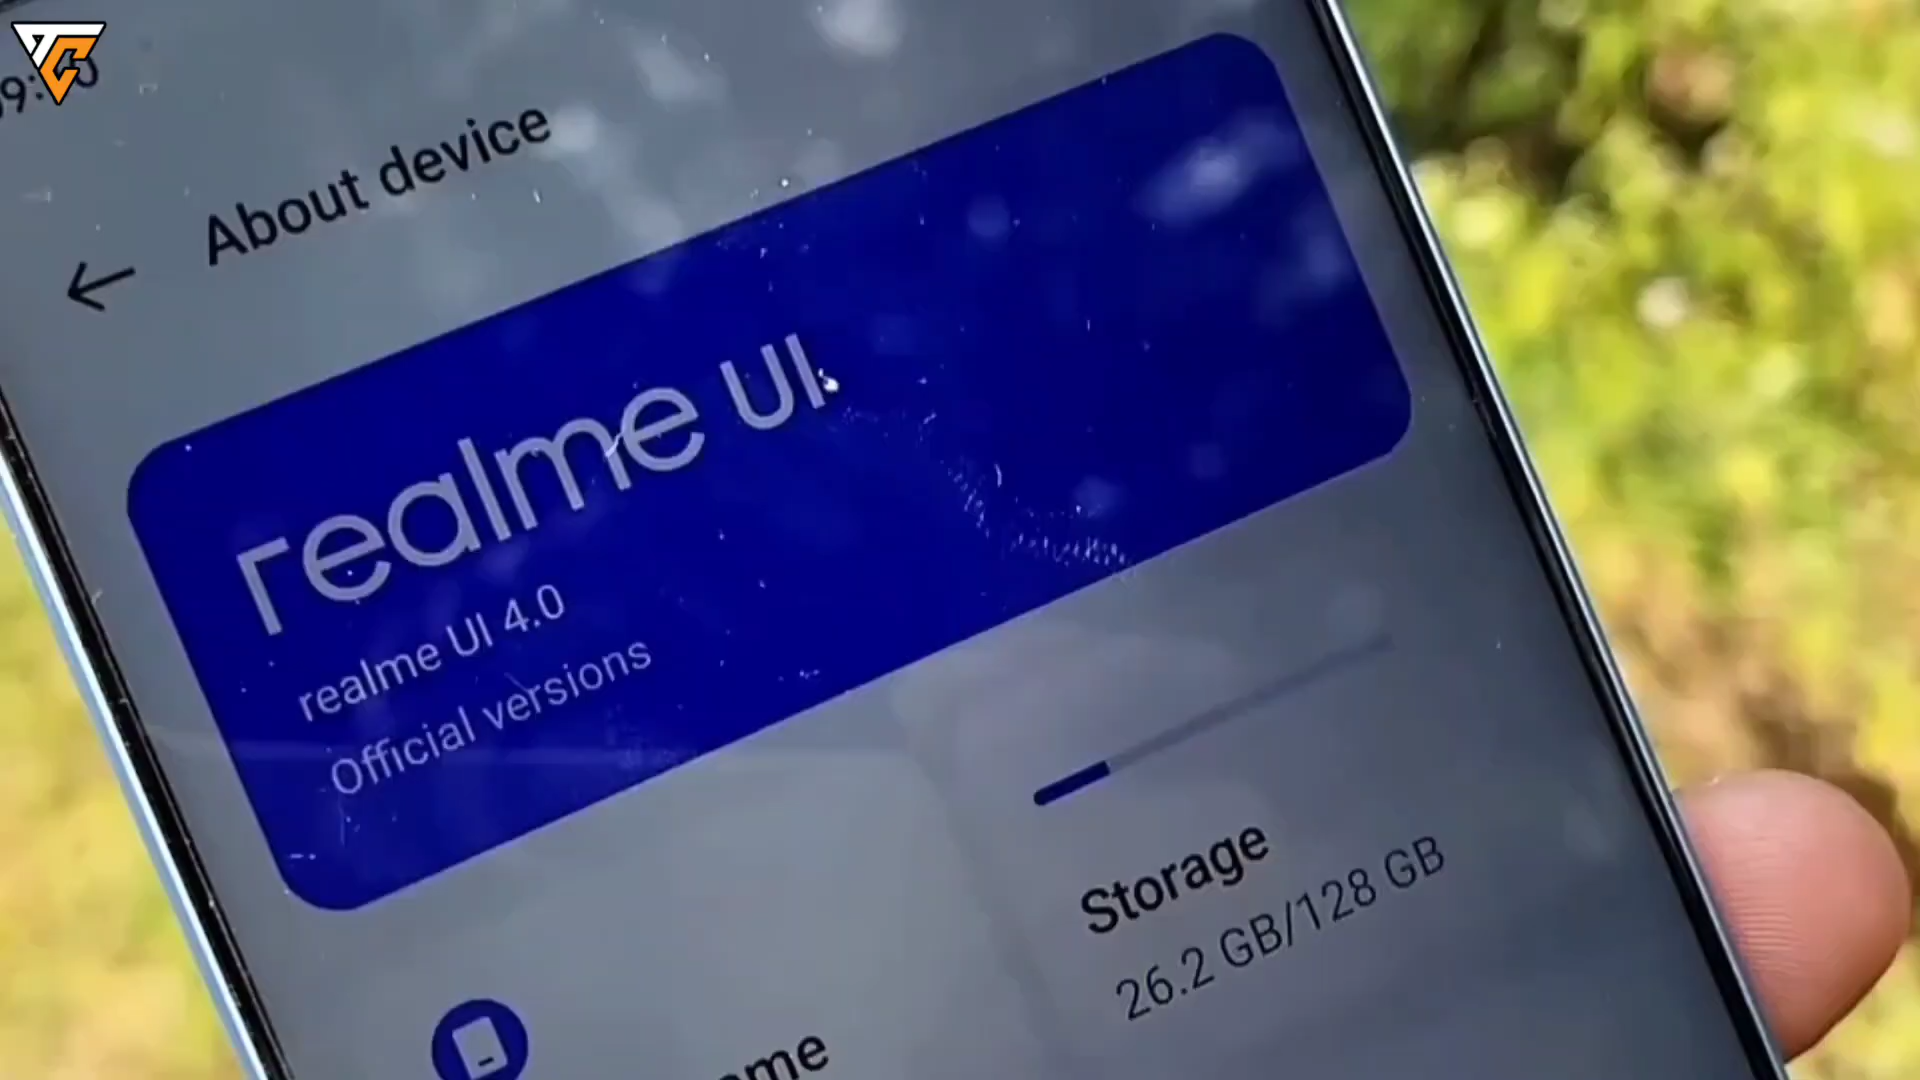 About device
realme UI
realme UI 4.0
Official versions
Storage
26.2 GB/128 GB